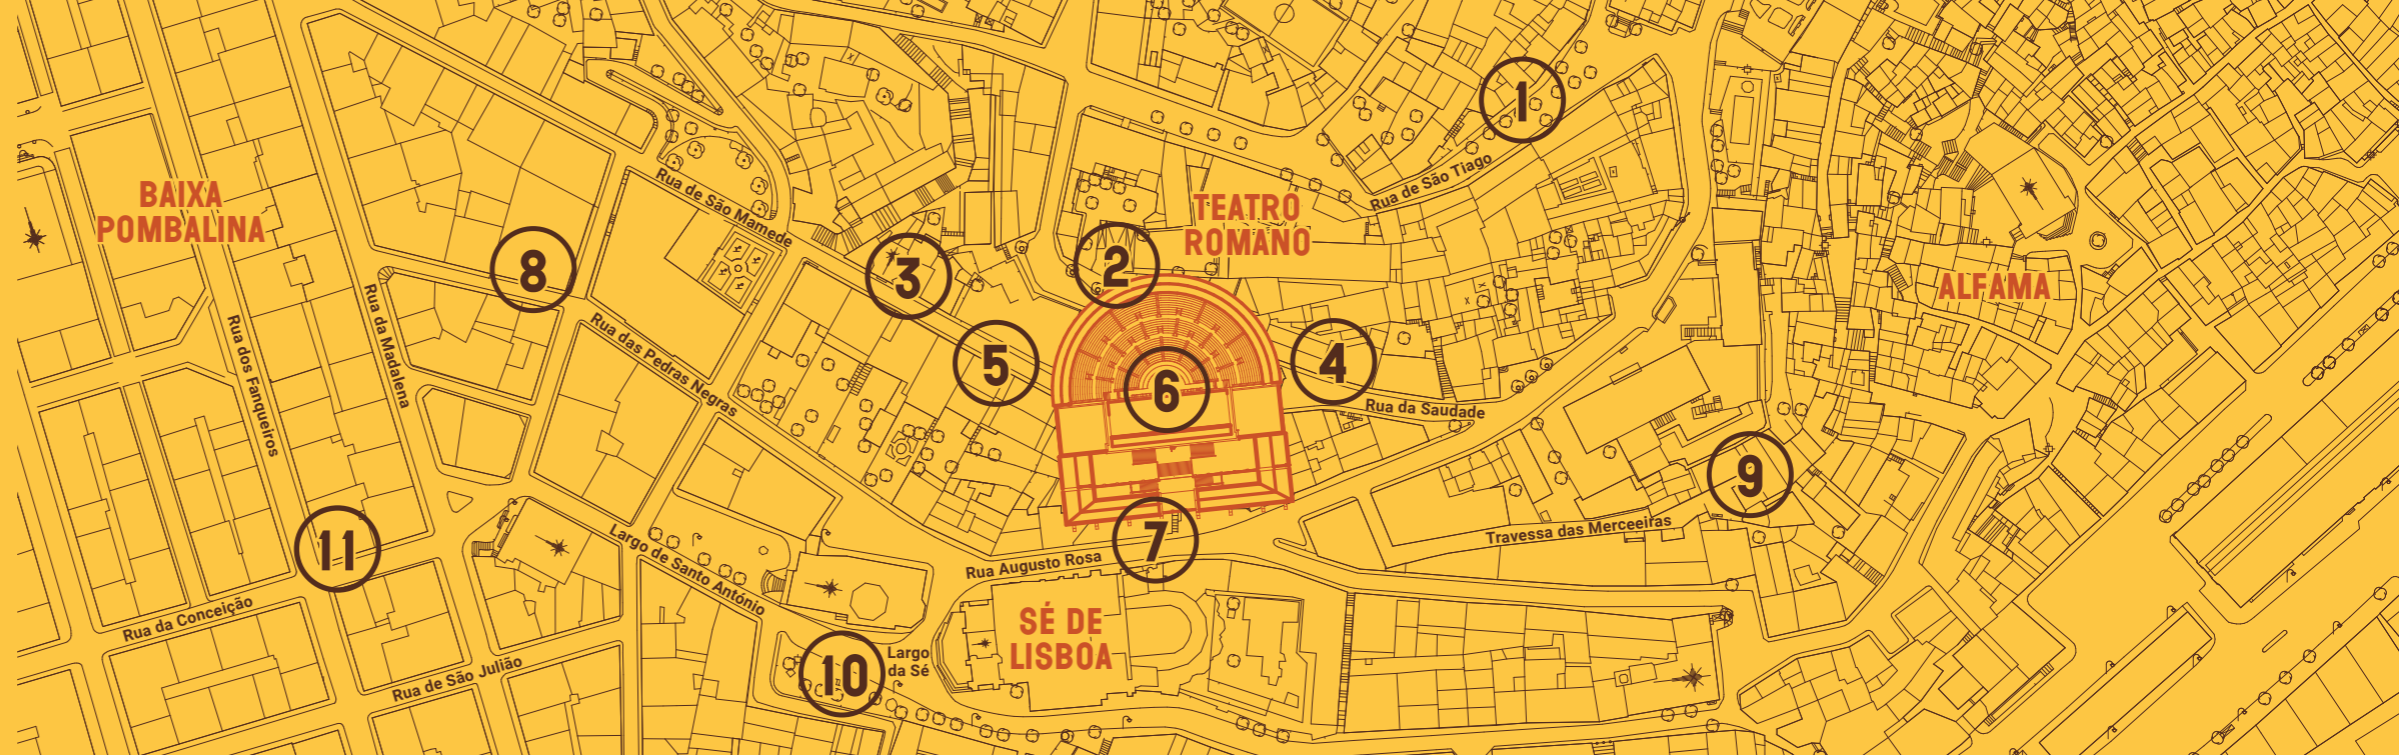 1
Rua de São Tiago
BAIXA
POMBALINA
Rua de São Mamede
TEATRO
ROMANO
8
3
2
ALFAMA
Rua da Madalena
Rua dos Fanqueiros
Rua das Pedras Negras
5
6
4
Rua da Saudade
9
11
Largo de Santo António
Rua Augusto Rosa
7
Travessa das Merceeiras
Rua da Conceição
Rua de São Julião
10
Largo
da Sé
SÉ DE
LISBOA